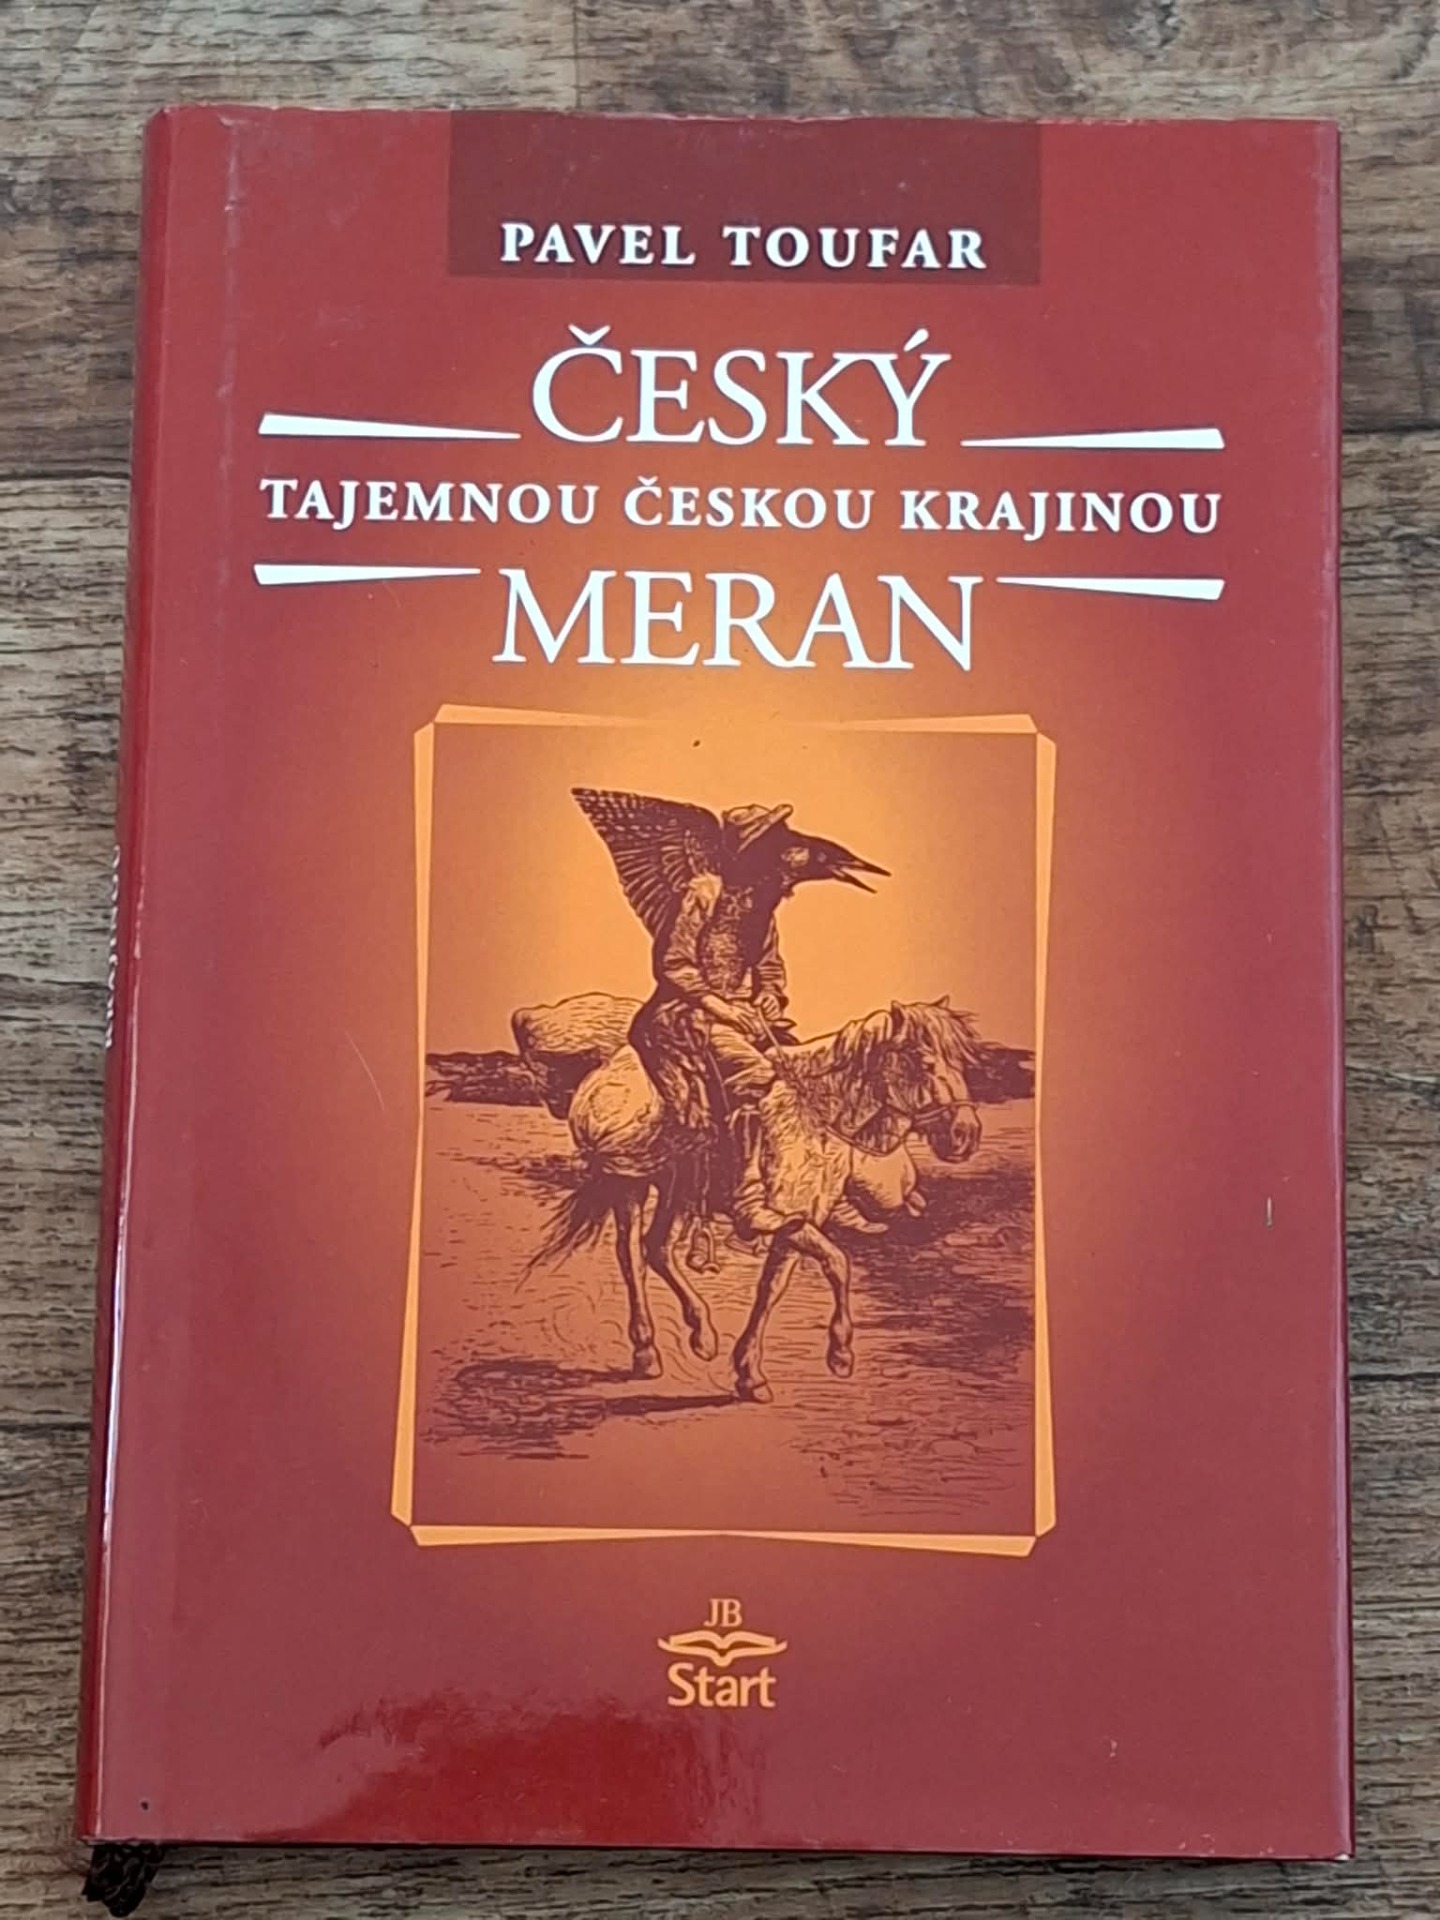 PAVEL TOUFAR
ČESKÝ
TAJEMNOU ČESKOU KRAJINOU
MERAN
JB
Start